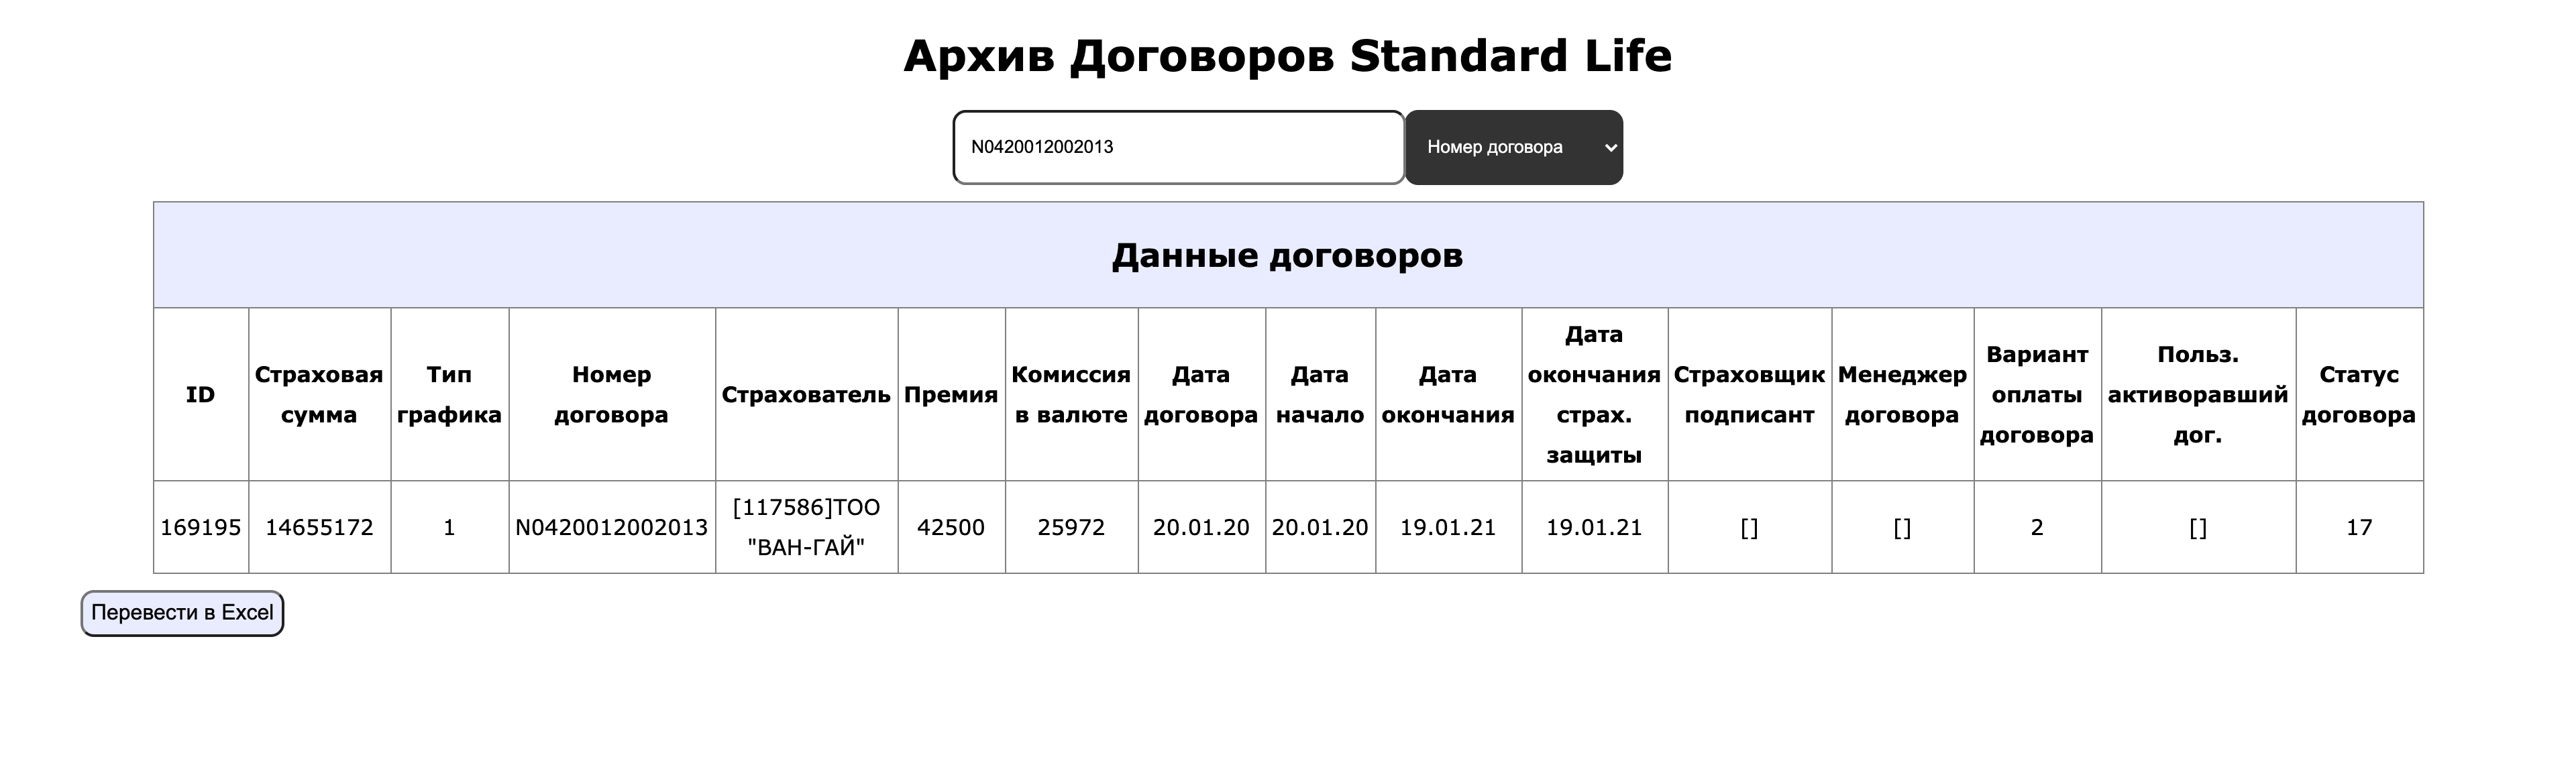 Архив Договоров Standard Life
N0420012002013
Номер договора
Данные договоров
ID
Страховая
сумма
Тип
графика
Номер
договора
Страхователь
Премия
Комиссия
в валюте
Дата
договора
Дата
начало
Дата
окончания
Дата
окончания
страх.
защиты
Страховщик
подписант
Менеджер
договора
Вариант
оплаты
договора
Польз.
активоравший
дог.
Статус
договора
169195
14655172
1
N0420012002013
[117586]ТОО
"ВАН-ГАЙ"
42500
25972
20.01.20
20.01.20
19.01.21
19.01.21
[]
[]
2
[]
17
Перевести в Excel